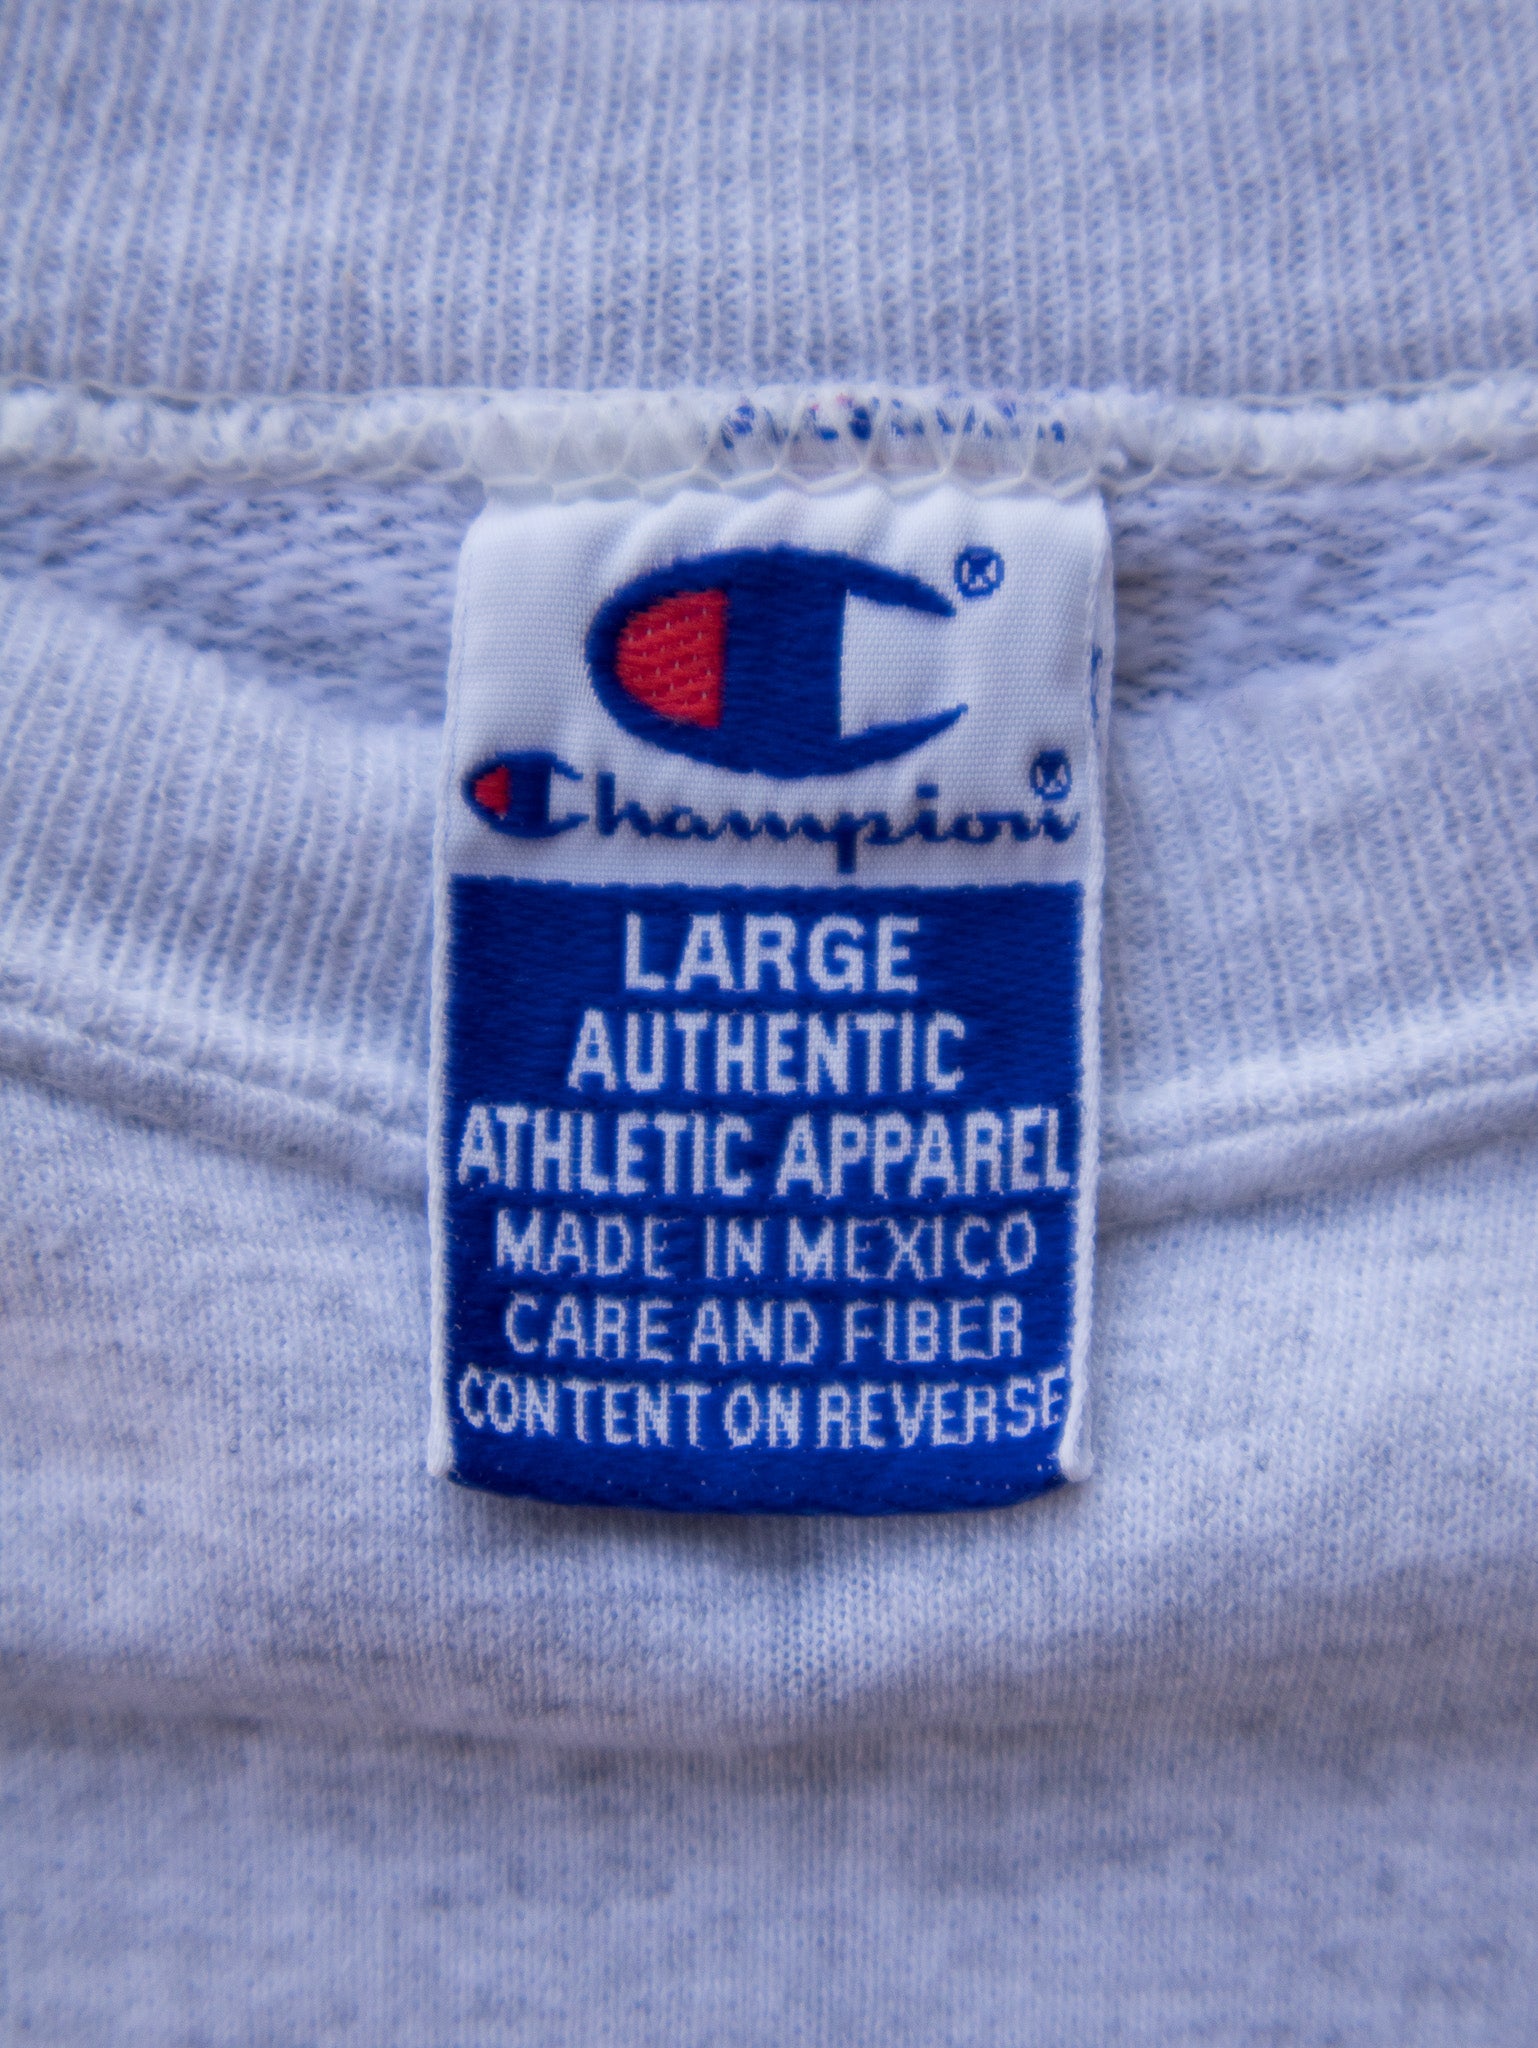 Champion®
LARGE
AUTHENTIC
ATHLETIC APPAREL
MADE IN MEXICO
CARE AND FIBER
CONTENT ON REVERSE